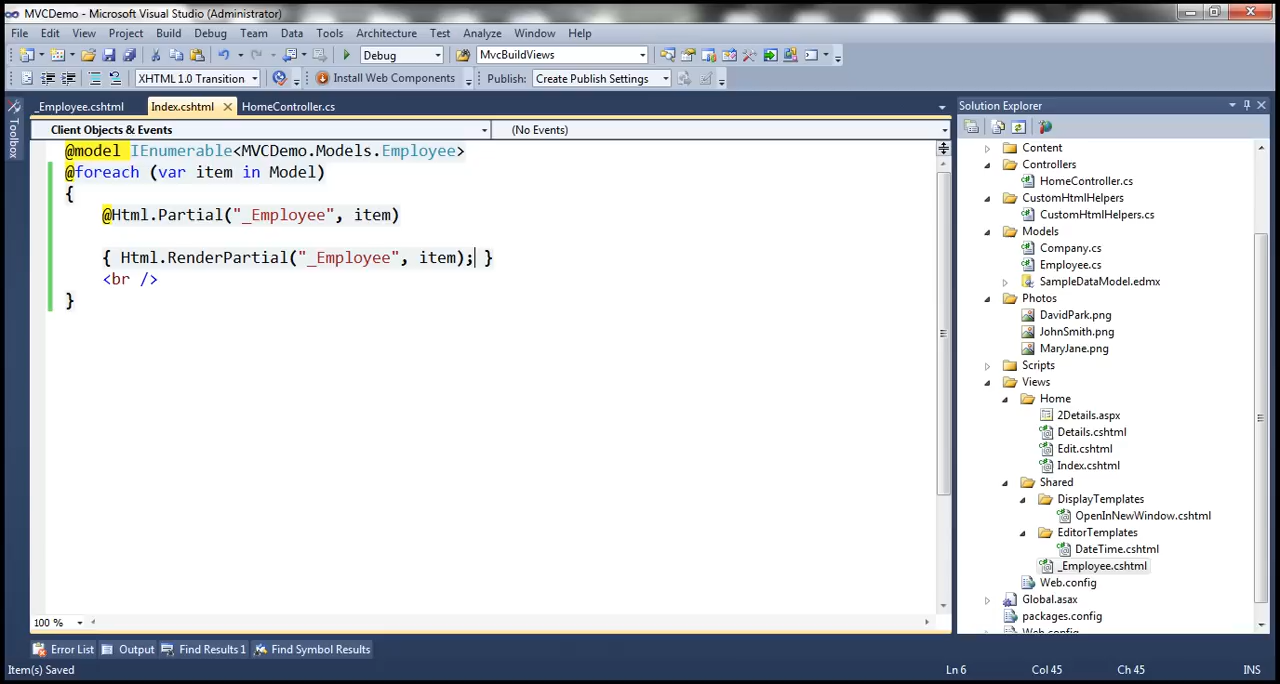 MVCDemo - Microsoft Visual Studio (Administrator)
File Edit View Project Build Debug Team Data Tools Architecture Test Analyze Window Help
Debug MvcBuildViews
XHTML 1.0 Transition Install Web Components Publish: Create Publish Settings
_Employee.cshtml Index.cshtml HomeController.cs
Client Objects & Events (No Events)
@model IEnumerable<MVCDemo.Models.Employee>
@foreach (var item in Model)
{
@Html.Partial("_Employee", item)
{ Html.RenderPartial("_Employee", item); }
<br />
}
100 %
Toolbox
Solution Explorer
Content
Controllers
HomeController.cs
CustomHtmlHelpers
CustomHtmlHelpers.cs
Models
Company.cs
Employee.cs
SampleDataModel.edmx
Photos
DavidPark.png
JohnSmith.png
MaryJane.png
Scripts
Views
Home
2Details.aspx
Details.cshtml
Edit.cshtml
Index.cshtml
Shared
DisplayTemplates
OpenInNewWindow.cshtml
EditorTemplates
DateTime.cshtml
_Employee.cshtml
Web.config
Global.asax
packages.config
Web.config
Error List Output Find Results 1 Find Symbol Results
Item(s) Saved Ln 6 Col 45 Ch 45 INS